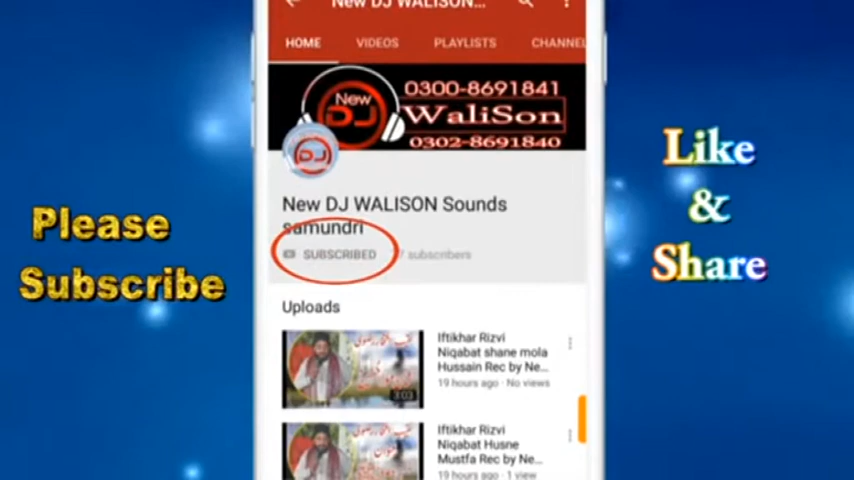 New DJ WALISON...
HOME VIDEOS PLAYLISTS CHANNEL
0300-8691841
New
DJ
WaliSon
0302-8691840
DJ
New DJ WALISON Sounds
samundri
SUBSCRIBED
subscribers
Please
Subscribe
Like
&
Share
Uploads
Iftikhar Rizvi
Niqabat shane mola
Hussain Rec by Ne...
19 hours ago · No views
3:03
Iftikhar Rizvi
Niqabat Husne
Mustfa Rec by Ne...
19 hours ago · 1 view